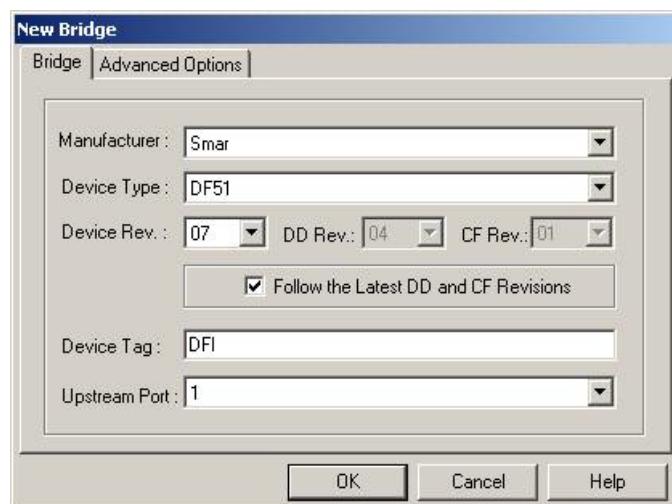 New Bridge
Bridge Advanced Options
Manufacturer : Smar
Device Type : DF51
Device Rev. : 07 DD Rev.: 04 CF Rev.: 01
Follow the Latest DD and CF Revisions
Device Tag : DFI
Upstream Port : 1
OK Cancel Help